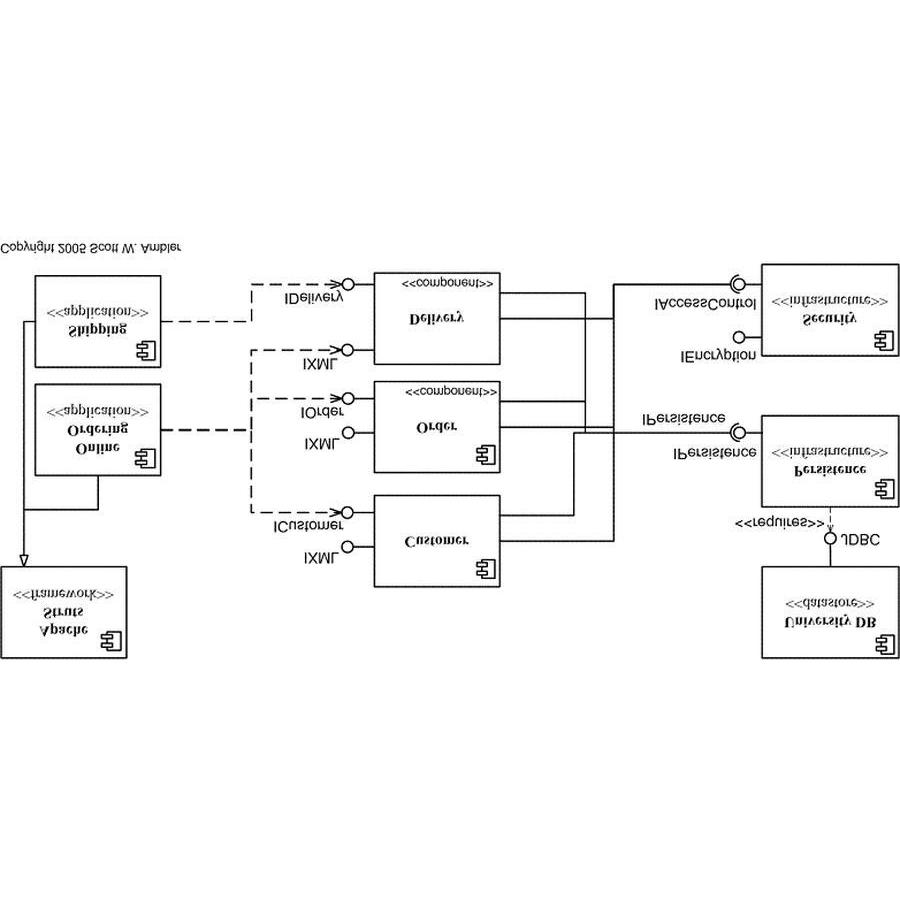 Apache
Struts
<<framework>>
Online
Ordering
<<application>>
Shipping
<<application>>
IXML
ICustomer
Customer
IXML
IOrder
Order
<<component>>
IXML
IDelivery
Delivery
<<component>>
University DB
<<datastore>>
JDBC
<<requires>>
Persistence
<<infrastructure>>
IPersistence
IPersistence
IEncryption
IAccessControl
Security
<<infrastructure>>
Copyright 2005 Scott W. Ambler